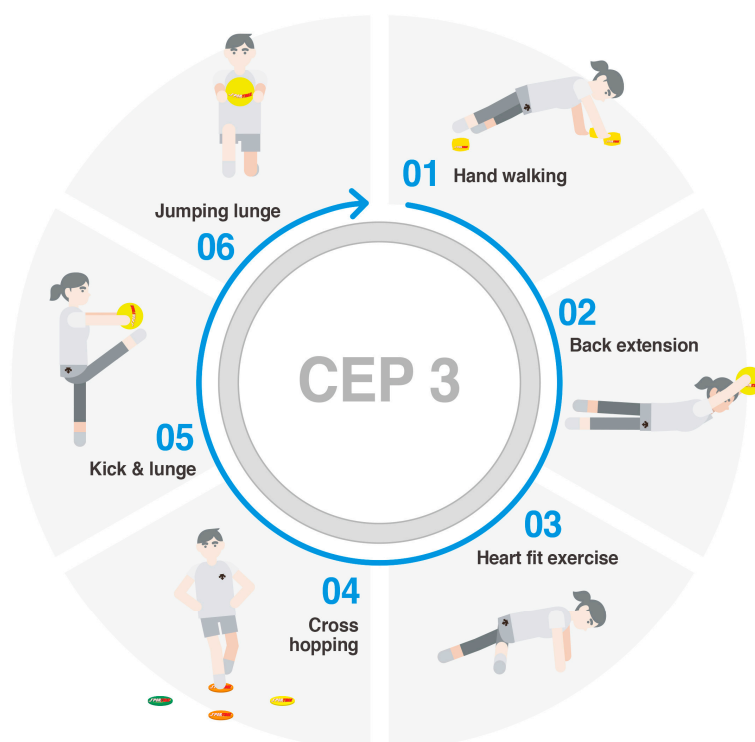 01 Hand walking
02
Back extension
03
Heart fit exercise
04
Cross
hopping
05
Kick & lunge
Jumping lunge
06
CEP 3